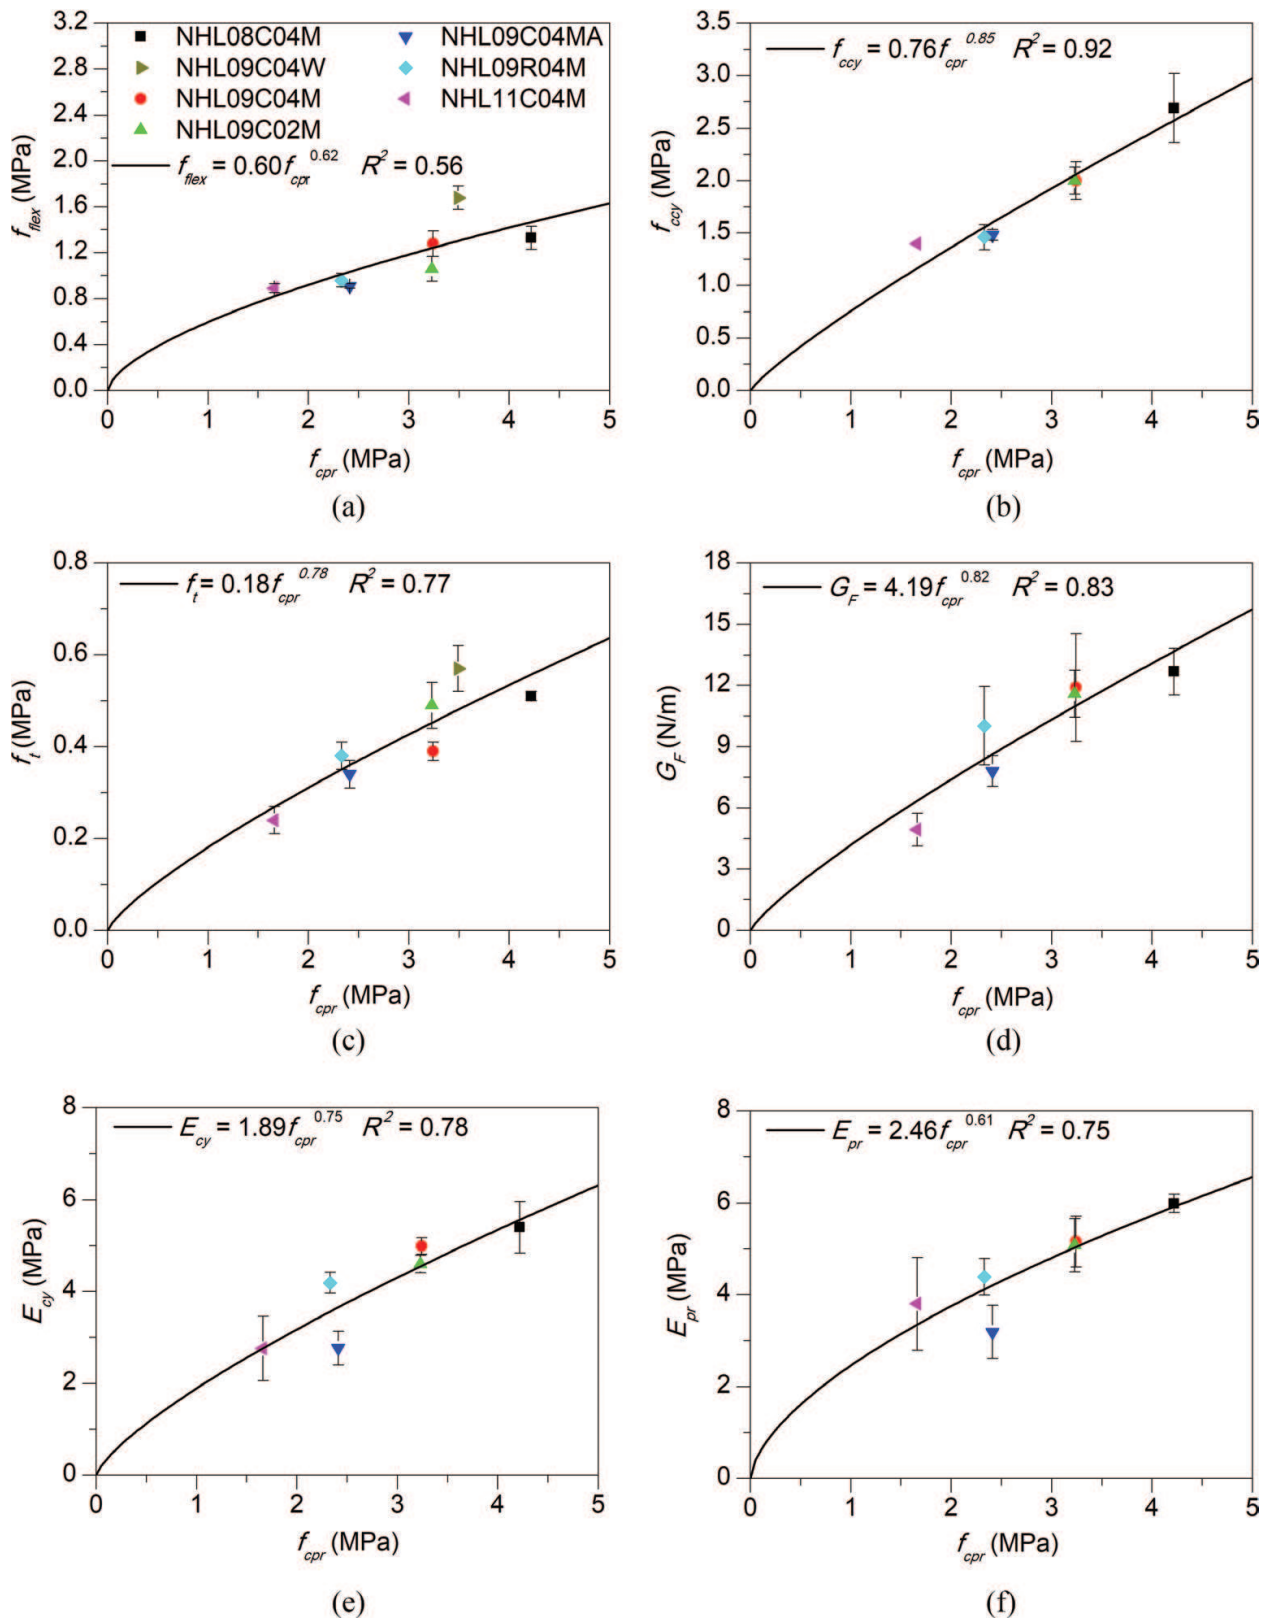 3.2
2.8
2.4
2.0
1.6
1.2
0.8
0.4
0.0
f_flex (MPa)
NHL08C04M
NHL09C04W
NHL09C04M
NHL09C02M
NHL09C04MA
NHL09R04M
NHL11C04M
f_flex = 0.60f_cpr^0.62 R^2 = 0.56
0 1 2 3 4 5
f_cpr (MPa)
(a)
3.5
3.0
2.5
2.0
1.5
1.0
0.5
0.0
f_ccy (MPa)
f_ccy = 0.76f_cpr^0.85 R^2 = 0.92
0 1 2 3 4 5
f_cpr (MPa)
(b)
0.8
0.6
0.4
0.2
0.0
f_t (MPa)
f_t = 0.18f_cpr^0.78 R^2 = 0.77
0 1 2 3 4 5
f_cpr (MPa)
(c)
18
15
12
9
6
3
0
G_F (N/m)
G_F = 4.19f_cpr^0.82 R^2 = 0.83
0 1 2 3 4 5
f_cpr (MPa)
(d)
8
6
4
2
0
E_cy (MPa)
E_cy = 1.89f_cpr^0.75 R^2 = 0.78
0 1 2 3 4 5
f_cpr (MPa)
(e)
8
6
4
2
0
E_pr (MPa)
E_pr = 2.46f_cpr^0.61 R^2 = 0.75
0 1 2 3 4 5
f_cpr (MPa)
(f)